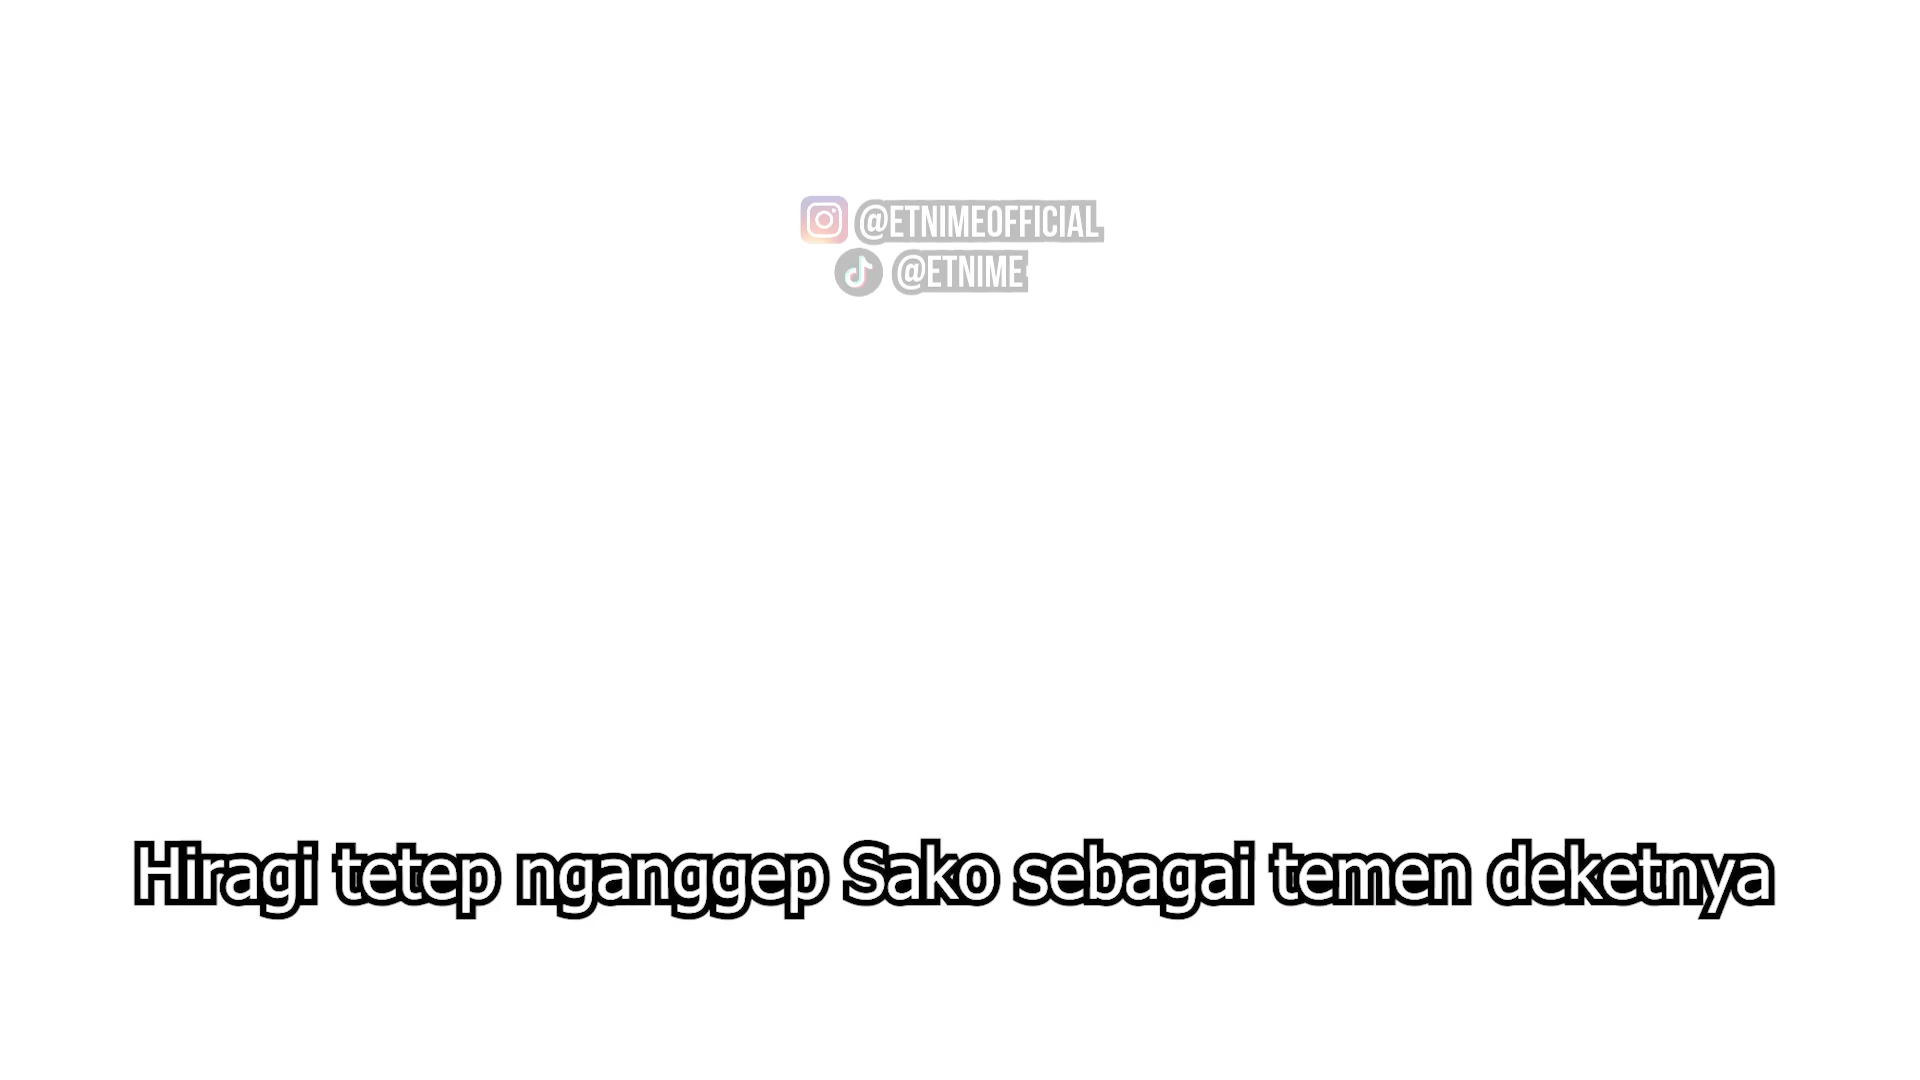 @ETNIMEOFFICIAL
@ETNIME
Hiragi tetep nganggep Sako sebagai temen deketnya